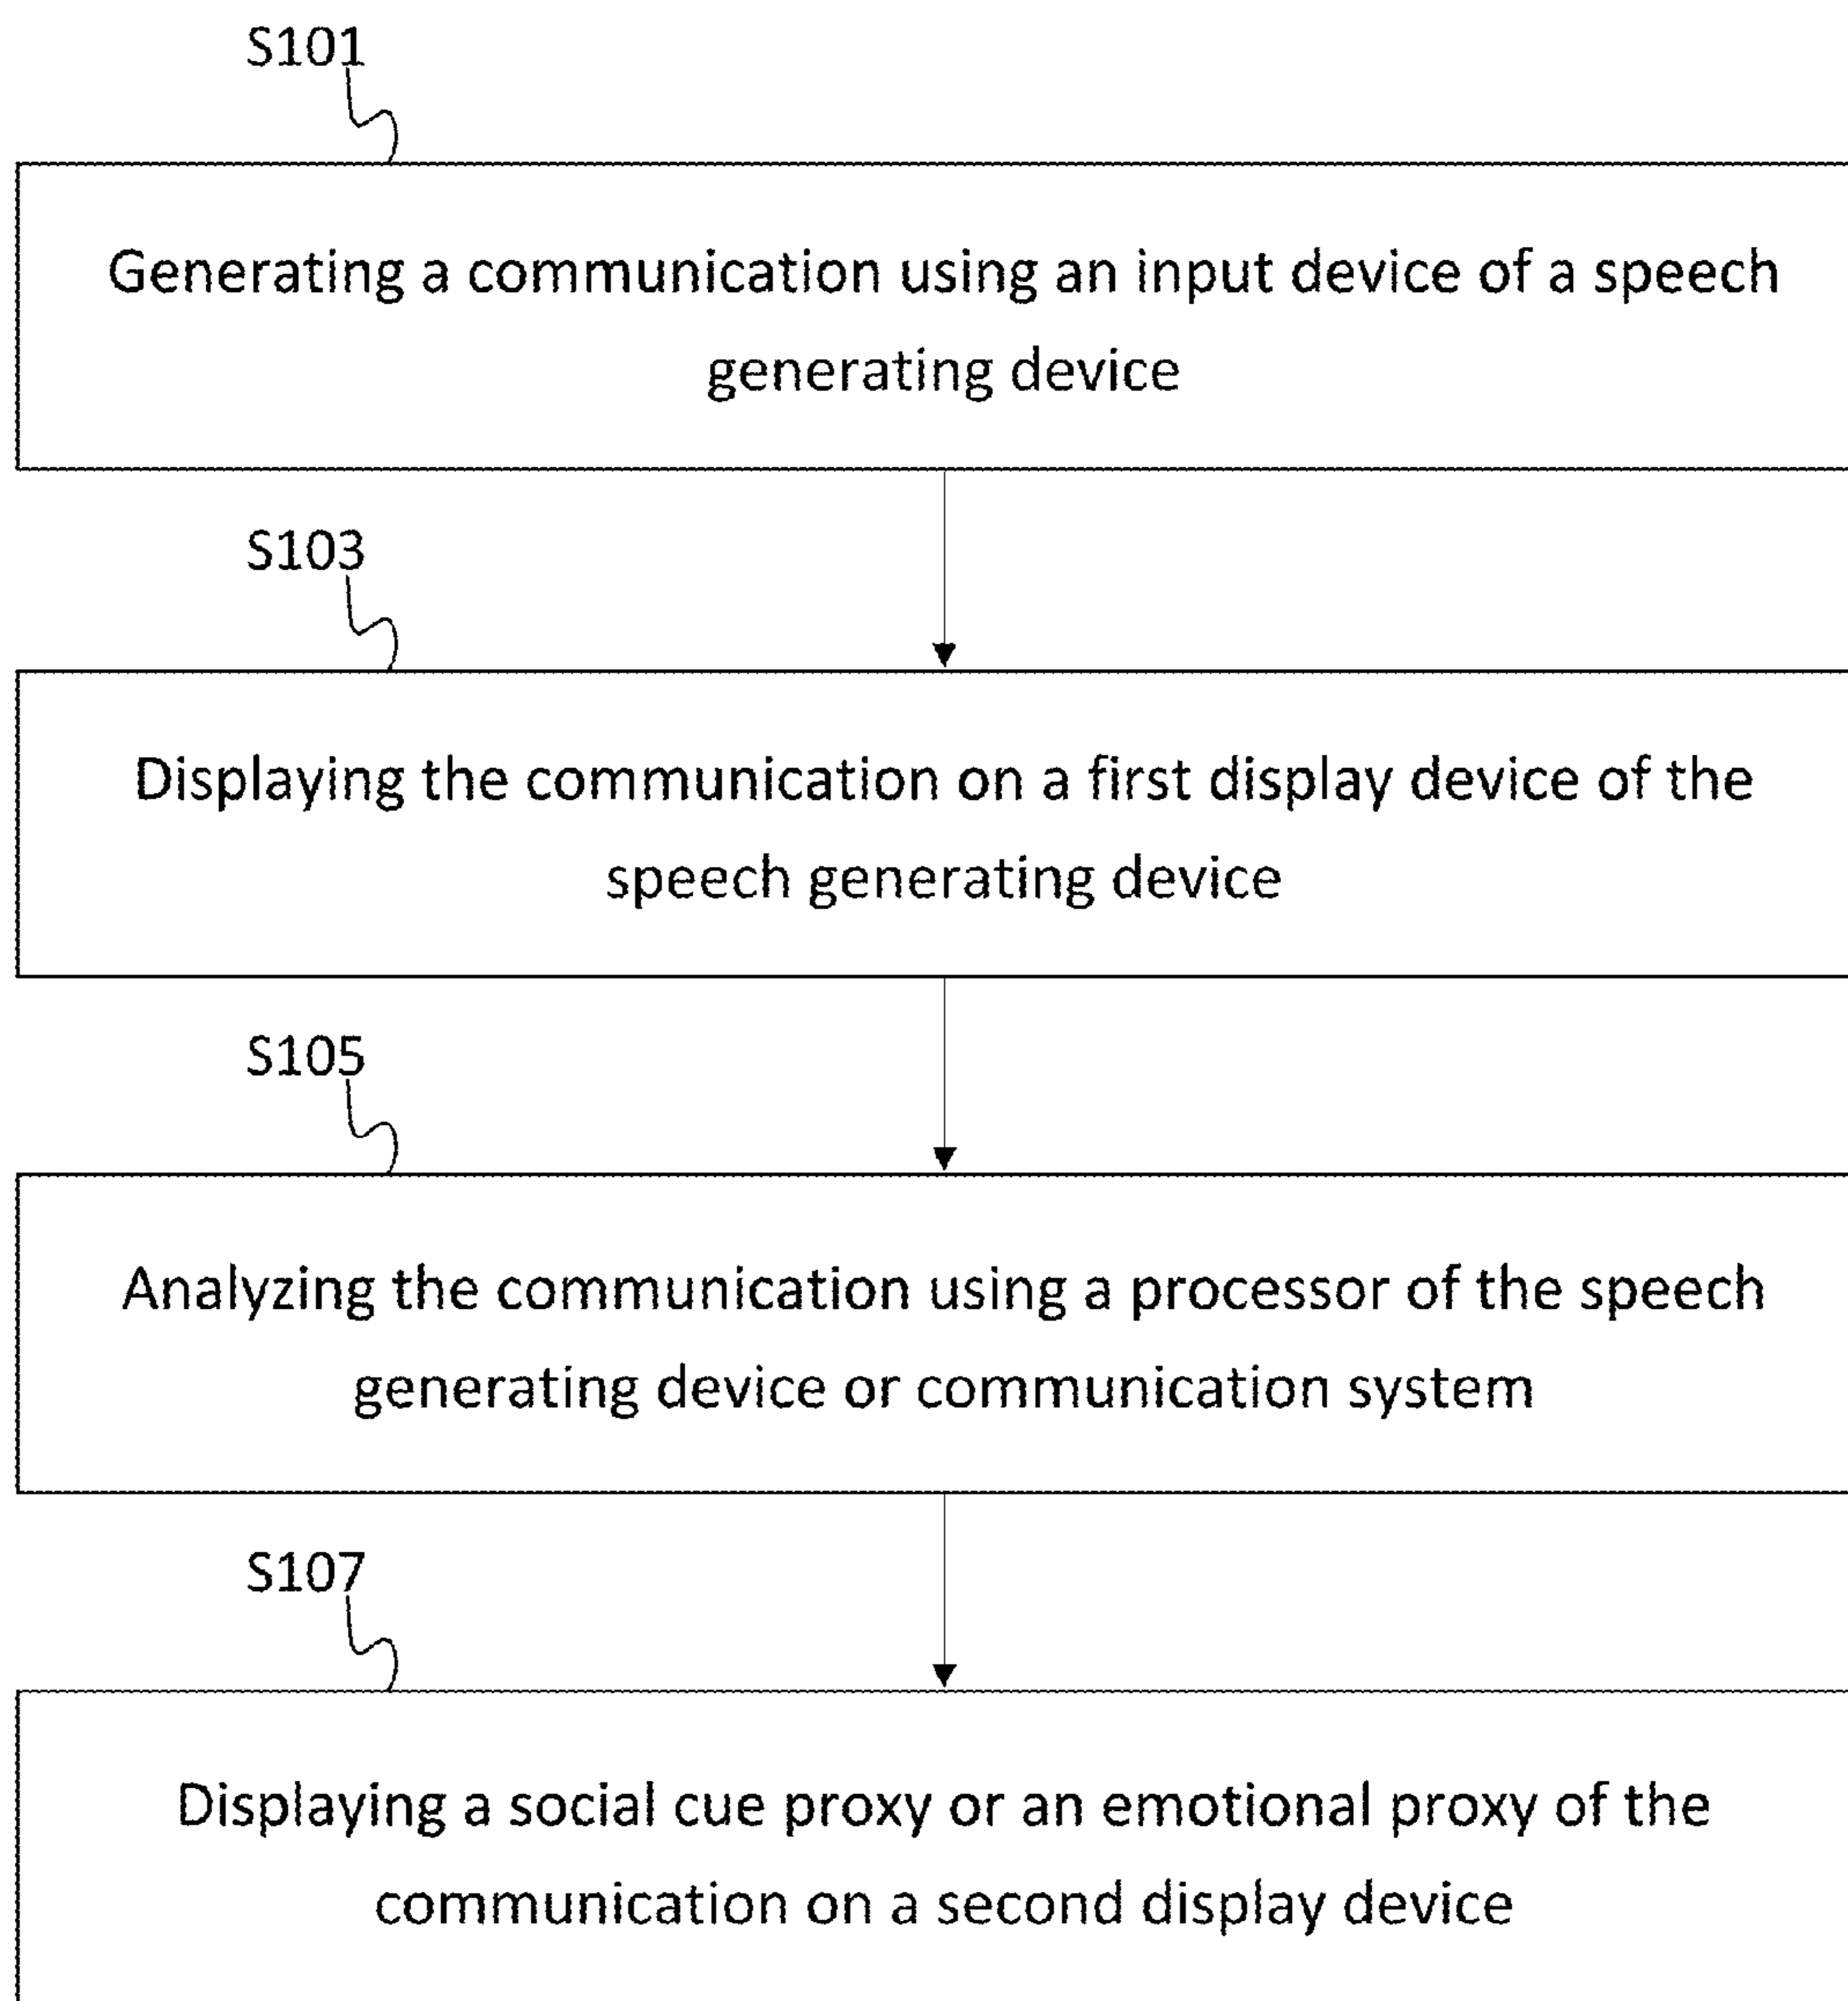 S101
Generating a communication using an input device of a speech
generating device
S103
Displaying the communication on a first display device of the
speech generating device
S105
Analyzing the communication using a processor of the speech
generating device or communication system
S107
Displaying a social cue proxy or an emotional proxy of the
communication on a second display device